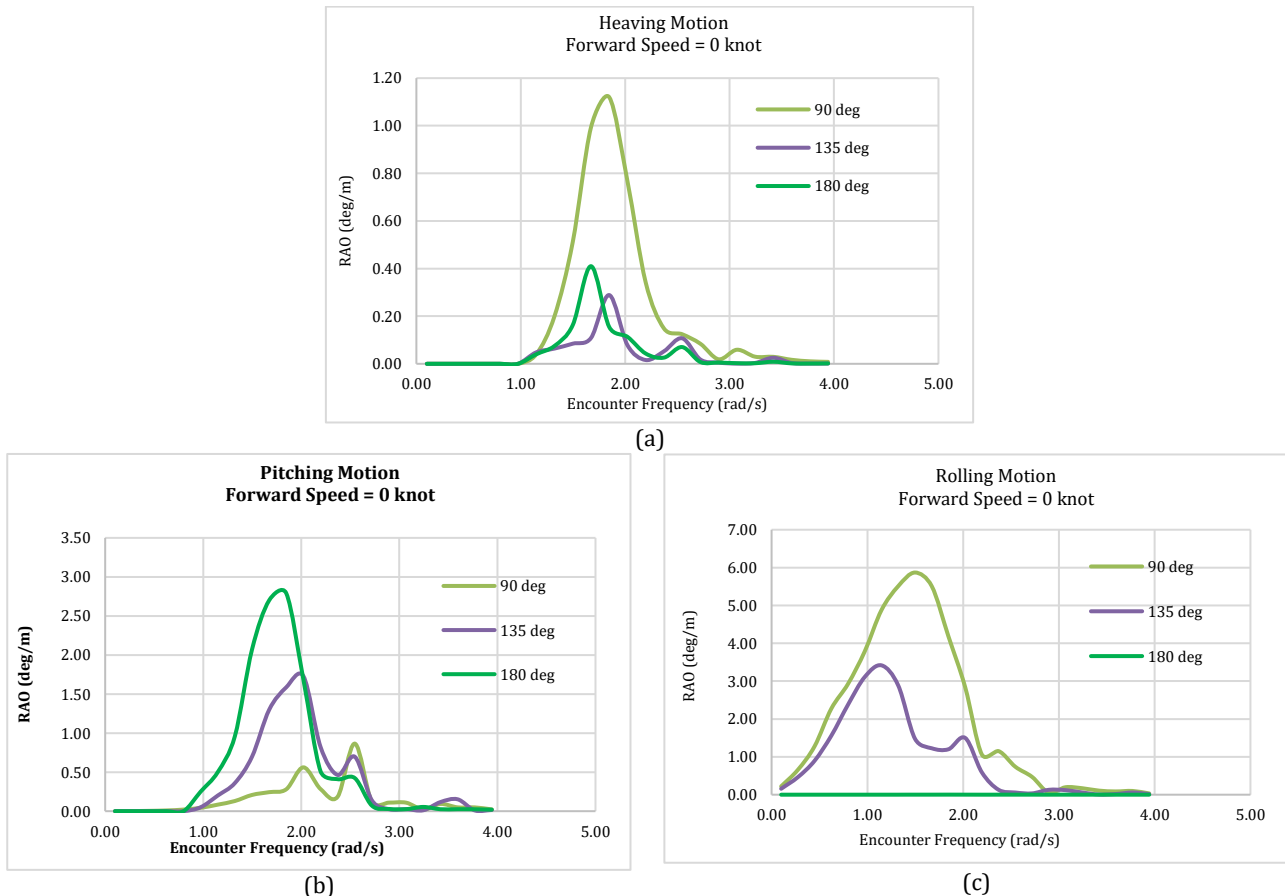 Heaving Motion
Forward Speed = 0 knot
1.20
1.00
0.80
0.60
0.40
0.20
0.00
RAO (deg/m)
90 deg
135 deg
180 deg
0.00 1.00 2.00 3.00 4.00 5.00
Encounter Frequency (rad/s)
(a)
Pitching Motion
Forward Speed = 0 knot
3.50
3.00
2.50
2.00
1.50
1.00
0.50
0.00
RAO (deg/m)
90 deg
135 deg
180 deg
0.00 1.00 2.00 3.00 4.00 5.00
Encounter Frequency (rad/s)
(b)
Rolling Motion
Forward Speed = 0 knot
7.00
6.00
5.00
4.00
3.00
2.00
1.00
0.00
RAO (deg/m)
90 deg
135 deg
180 deg
0.00 1.00 2.00 3.00 4.00 5.00
Encounter Frequency (rad/s)
(c)